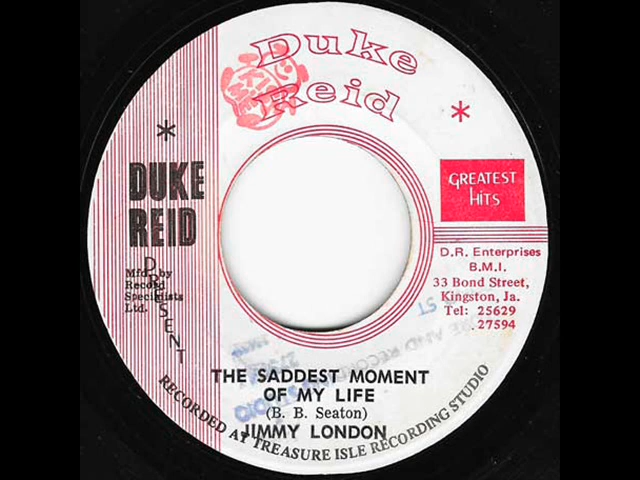 Duke
Reid
*
*
DUKE
REID
PRESENT
GREATEST
HITS
Mfd. by
Record
Specialists
Ltd.
D.R. Enterprises
B.M.I.
33 Bond Street,
Kingston, Ja.
Tel: 25629
27594
THE SADDEST MOMENT
OF MY LIFE
(B. B. Seaton)
JIMMY LONDON
RECORDED AT TREASURE ISLE RECORDING STUDIO